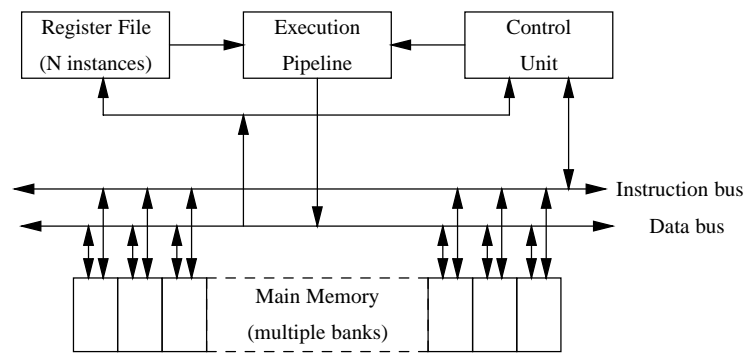 Register File
(N instances)
Execution
Pipeline
Control
Unit
Instruction bus
Data bus
Main Memory
(multiple banks)